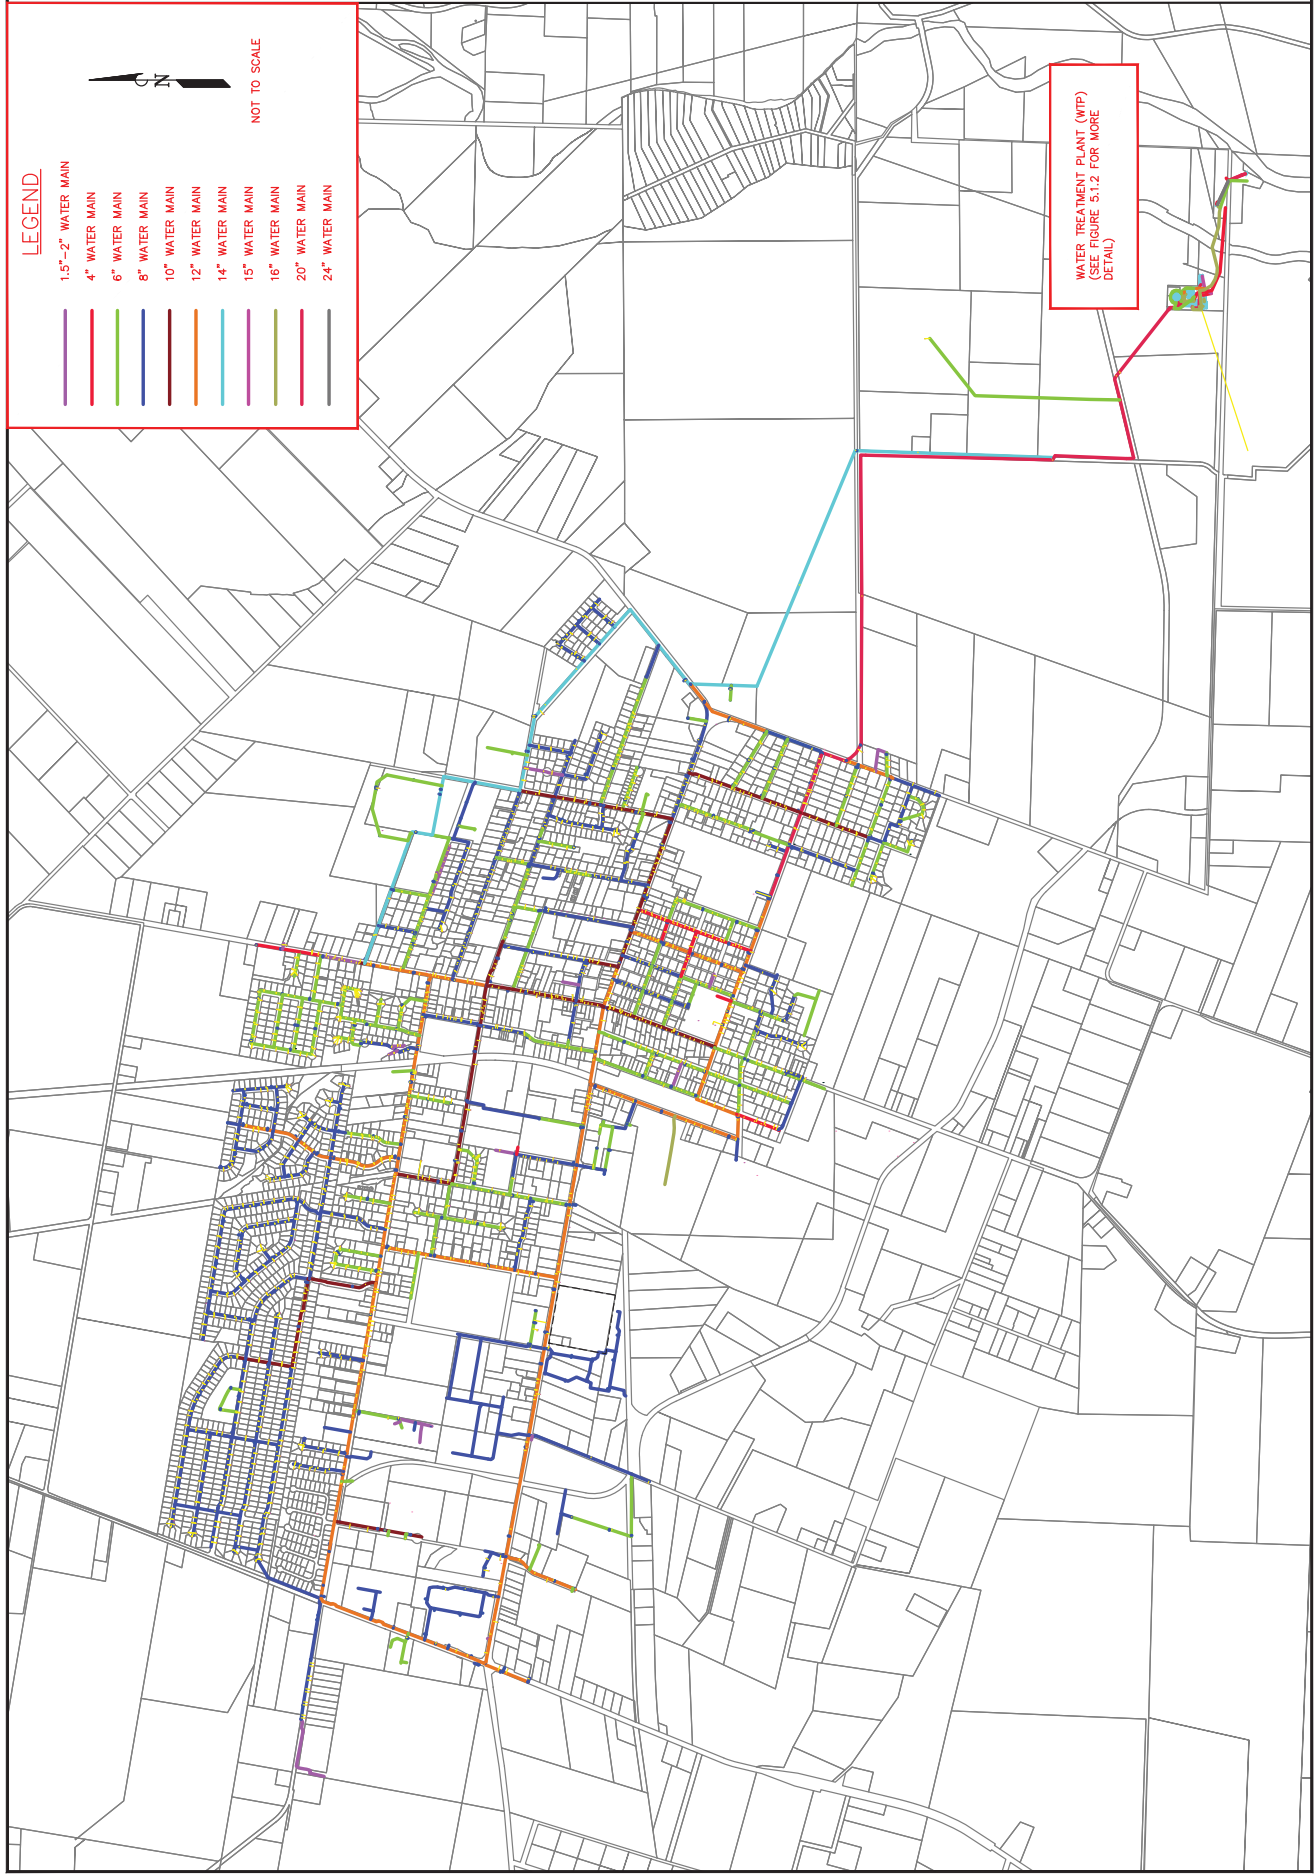 LEGEND
1.5"-2" WATER MAIN
4" WATER MAIN
6" WATER MAIN
8" WATER MAIN
10" WATER MAIN
12" WATER MAIN
14" WATER MAIN
15" WATER MAIN
16" WATER MAIN
20" WATER MAIN
24" WATER MAIN
N
NOT TO SCALE
WATER TREATMENT PLANT (WTP)
(SEE FIGURE 5.1.2 FOR MORE
DETAIL)